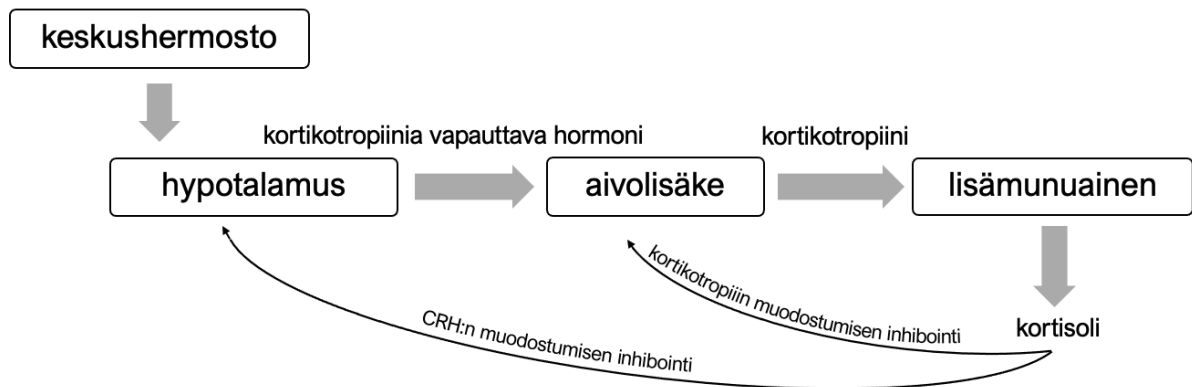 keskushermosto
kortikotropiinia vapauttava hormoni
kortikotropiini
hypotalamus
aivolisäke
lisämunuainen
kortikotropiiin muodostumisen inhibointi
CRH:n muodostumisen inhibointi
kortisoli